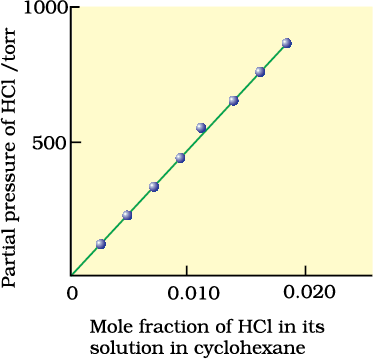 1000
500
Partial pressure of HCl /torr
0
0.010
0.020
Mole fraction of HCl in its
solution in cyclohexane